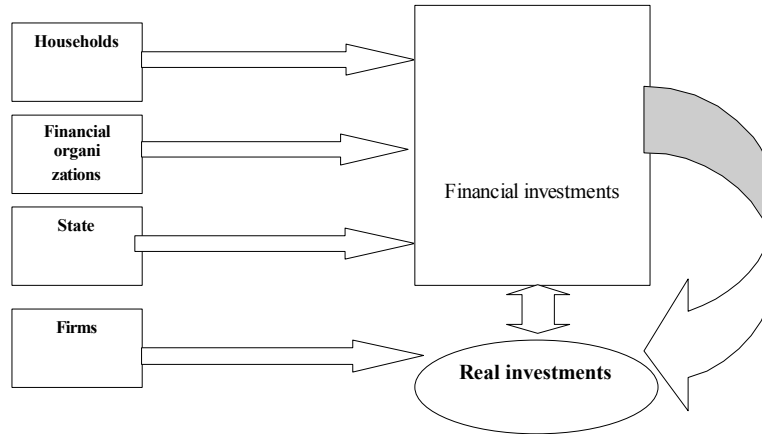 Households
Financial
organi
zations
State
Firms
Financial investments
Real investments